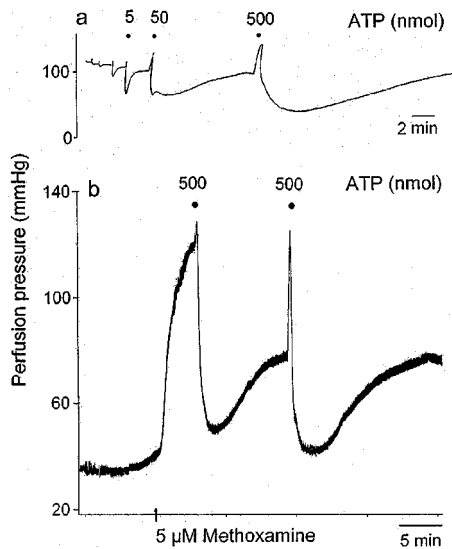 a 5 50 500 ATP (nmol)
100
0
2 min
b 500 500 ATP (nmol)
Perfusion pressure (mmHg)
140
100
60
20
5 µM Methoxamine
5 min